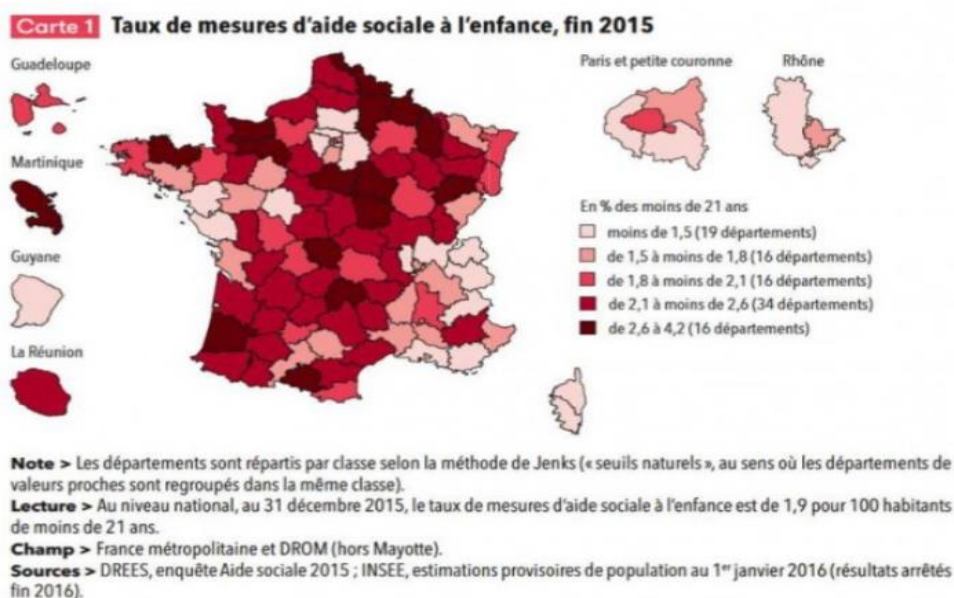 Carte 1 Taux de mesures d'aide sociale à l'enfance, fin 2015
Guadeloupe
Martinique
Guyane
La Réunion
Paris et petite couronne
Rhône
En % des moins de 21 ans
moins de 1,5 (19 départements)
de 1,5 à moins de 1,8 (16 départements)
de 1,8 à moins de 2,1 (16 départements)
de 2,1 à moins de 2,6 (34 départements)
de 2,6 à 4,2 (16 départements)
Note > Les départements sont répartis par classe selon la méthode de Jenks (« seuils naturels », au sens où les départements de
valeurs proches sont regroupés dans la même classe).
Lecture > Au niveau national, au 31 décembre 2015, le taux de mesures d'aide sociale à l'enfance est de 1,9 pour 100 habitants
de moins de 21 ans.
Champ > France métropolitaine et DROM (hors Mayotte).
Sources > DREES, enquête Aide sociale 2015 ; INSEE, estimations provisoires de population au 1er janvier 2016 (résultats arrêtés
fin 2016).